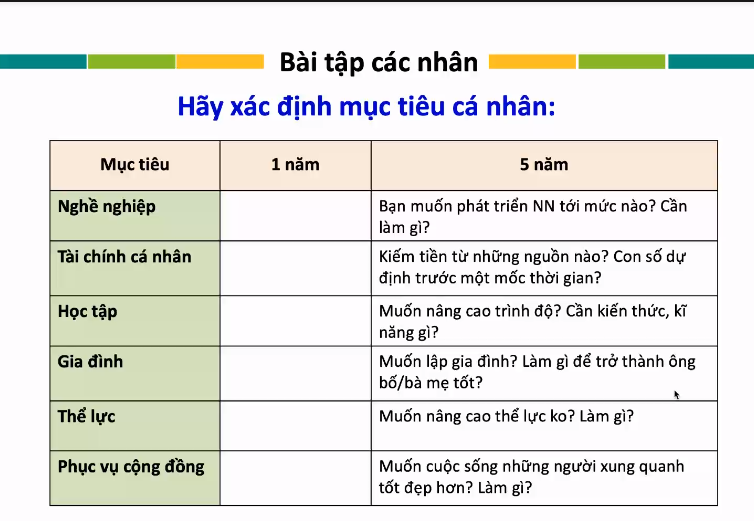 Bài tập các nhân
Hãy xác định mục tiêu cá nhân:
Mục tiêu
1 năm
5 năm
Nghề nghiệp
Bạn muốn phát triển NN tới mức nào? Cần
làm gì?
Tài chính cá nhân
Kiếm tiền từ những nguồn nào? Con số dự
định trước một mốc thời gian?
Học tập
Muốn nâng cao trình độ? Cần kiến thức, kĩ
năng gì?
Gia đình
Muốn lập gia đình? Làm gì để trở thành ông
bố/bà mẹ tốt?
Thể lực
Muốn nâng cao thể lực ko? Làm gì?
Phục vụ cộng đồng
Muốn cuộc sống những người xung quanh
tốt đẹp hơn? Làm gì?